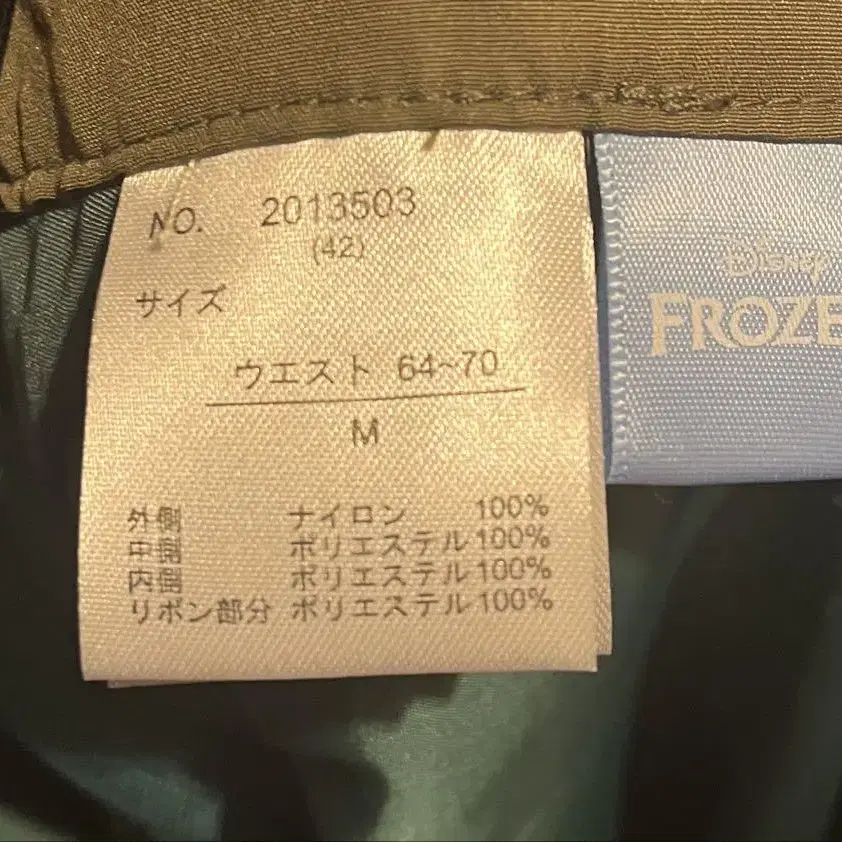 NO. 2013503
(42)
サイズ
ウエスト 64~70
M
外側 ナイロン 100%
中側 ポリエステル 100%
内側 ポリエステル 100%
リボン部分 ポリエステル 100%
Disney
FROZE